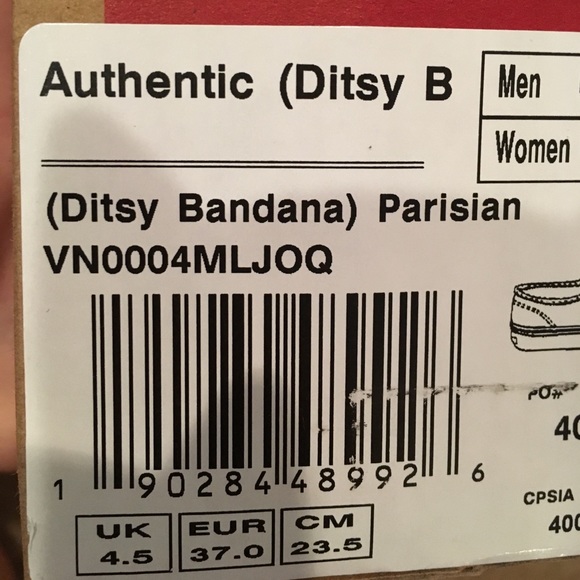 Authentic (Ditsy B
Men
Women
(Ditsy Bandana) Parisian
VN0004MLJOQ
1 90284 48992 6
PO#
40
CPSIA
400
UK EUR CM
4.5 37.0 23.5